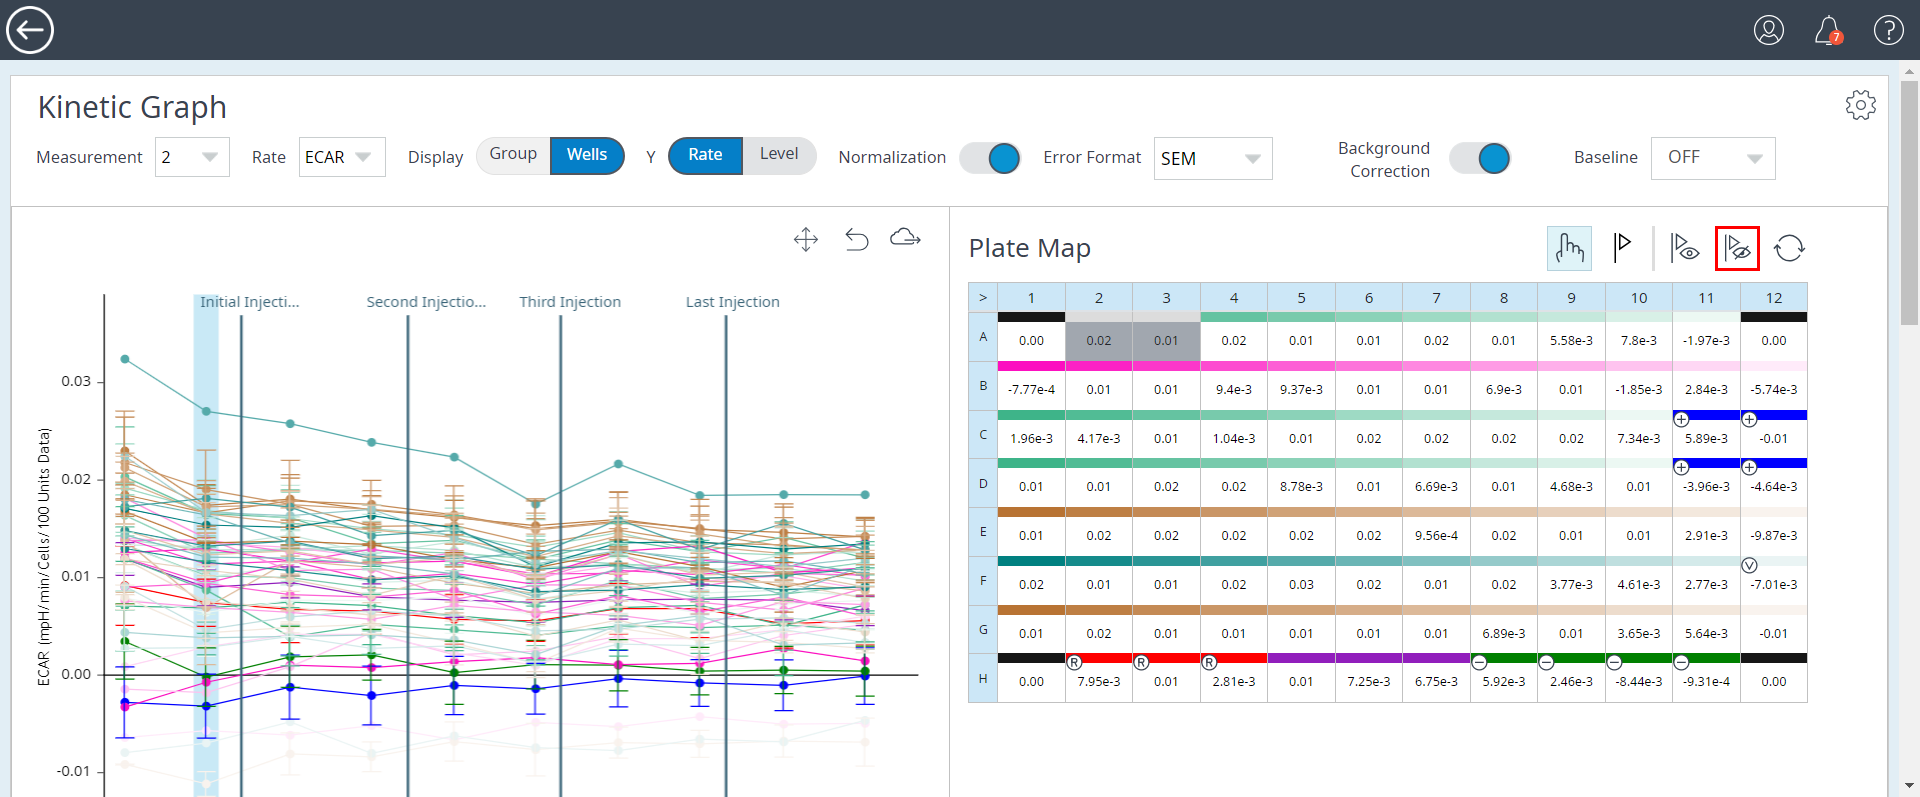 7
?
Kinetic Graph
Measurement 2 Rate ECAR Display Group Wells Y Rate Level Normalization Error Format SEM Background Correction Baseline OFF
Plate Map
Initial Injecti... Second Injectio... Third Injection Last Injection
ECAR (mpH/min/Cells/100 Units Data)
0.03
0.02
0.01
0.00
-0.01
> 1 2 3 4 5 6 7 8 9 10 11 12
A 0.00 0.02 0.01 0.02 0.01 0.01 0.02 0.01 5.58e-3 7.8e-3 -1.97e-3 0.00
B -7.77e-4 0.01 0.01 9.4e-3 9.37e-3 0.01 0.01 6.9e-3 0.01 -1.85e-3 2.84e-3 -5.74e-3
+ +
C 1.96e-3 4.17e-3 0.01 1.04e-3 0.01 0.02 0.02 0.02 0.02 7.34e-3 5.89e-3 -0.01
+ +
D 0.01 0.01 0.02 0.02 8.78e-3 0.01 6.69e-3 0.01 4.68e-3 0.01 -3.96e-3 -4.64e-3
E 0.01 0.02 0.02 0.02 0.02 0.02 9.56e-4 0.02 0.01 0.01 2.91e-3 -9.87e-3
V
F 0.02 0.01 0.01 0.02 0.03 0.02 0.01 0.02 3.77e-3 4.61e-3 2.77e-3 -7.01e-3
G 0.01 0.02 0.01 0.01 0.01 0.01 0.01 6.89e-3 0.01 3.65e-3 5.64e-3 -0.01
R R R − − − −
H 0.00 7.95e-3 0.01 2.81e-3 0.01 7.25e-3 6.75e-3 5.92e-3 2.46e-3 -8.44e-3 -9.31e-4 0.00